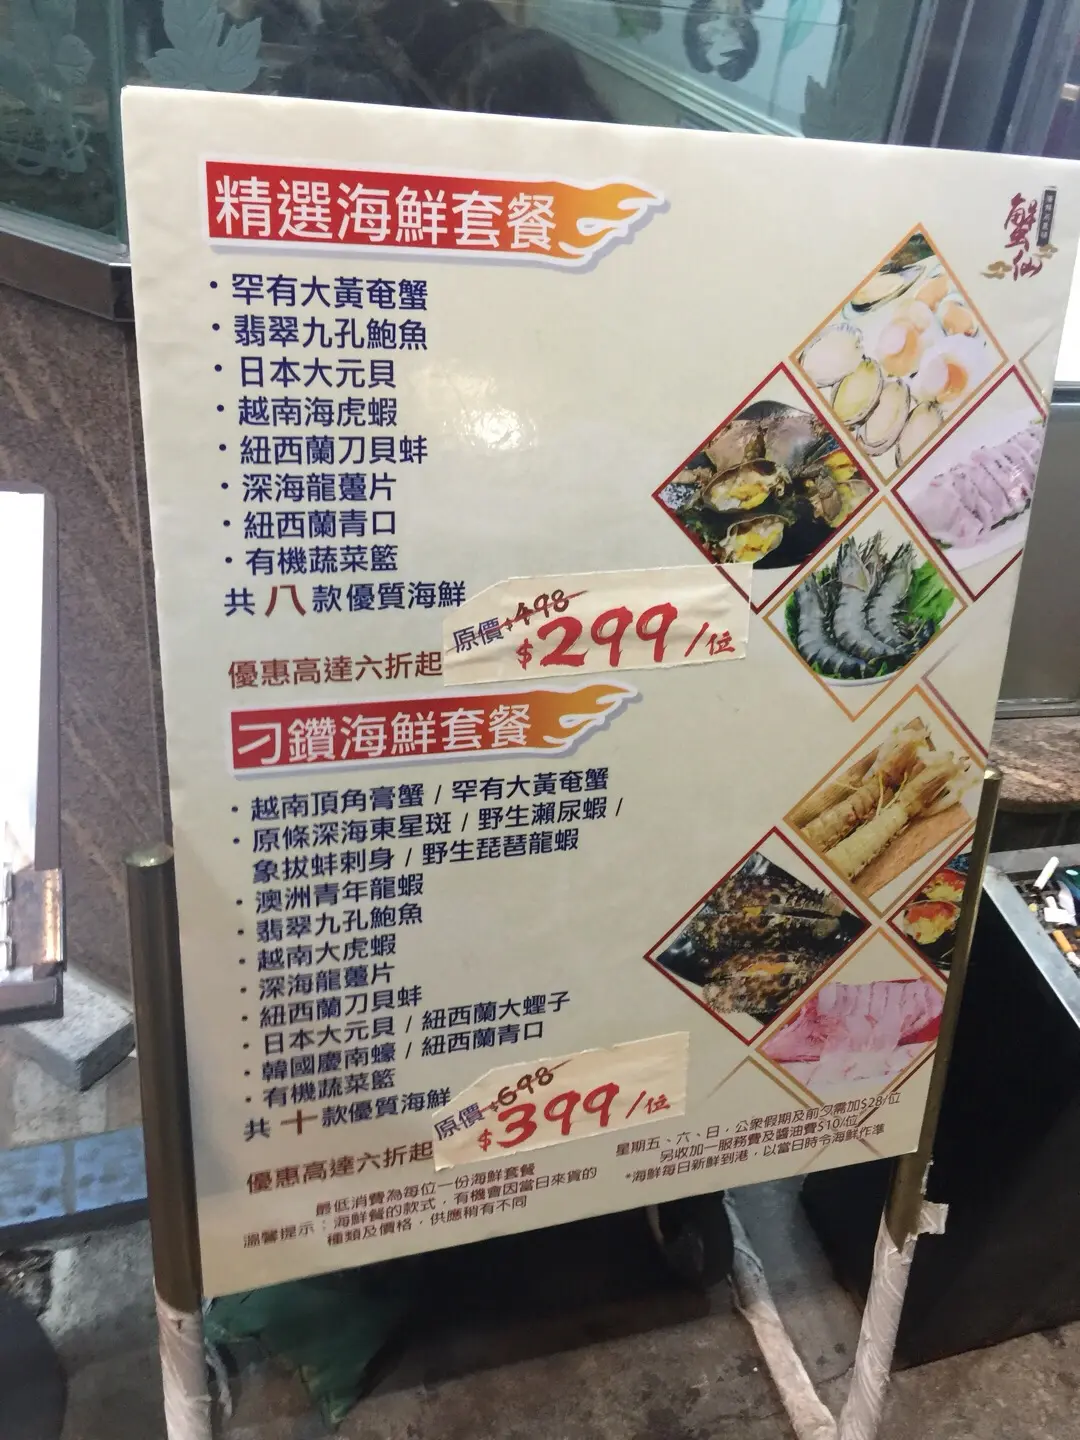 蟹仙
精選海鮮套餐
・罕有大黃奄蟹
・翡翠九孔鮑魚
・日本大元貝
・越南海虎蝦
・紐西蘭刀貝蚌
・深海龍躉片
・紐西蘭青口
・有機蔬菜籃
共八款優質海鮮
優惠高達六折起
原價$498
$299/位
刁鑽海鮮套餐
・越南頂角膏蟹 / 罕有大黃奄蟹
・原條深海東星斑 / 野生瀨尿蝦 /
象拔蚌刺身 / 野生琵琶龍蝦
・澳洲青年龍蝦
・翡翠九孔鮑魚
・越南大虎蝦
・深海龍躉片
・紐西蘭刀貝蚌
・日本大元貝 / 紐西蘭大蟶子
・韓國慶南蠔 / 紐西蘭青口
・有機蔬菜籃
共十款優質海鮮
優惠高達六折起
原價$698
$399/位
最低消費為每位一份海鮮套餐
溫馨提示：海鮮餐的款式，有機會因當日來貨的
種類及價格，供應稍有不同
星期五、六、日，公眾假期及前夕需加$28/位
另收加一服務費及醬油費$10/位
*海鮮每日新鮮到港，以當日時令海鮮作準